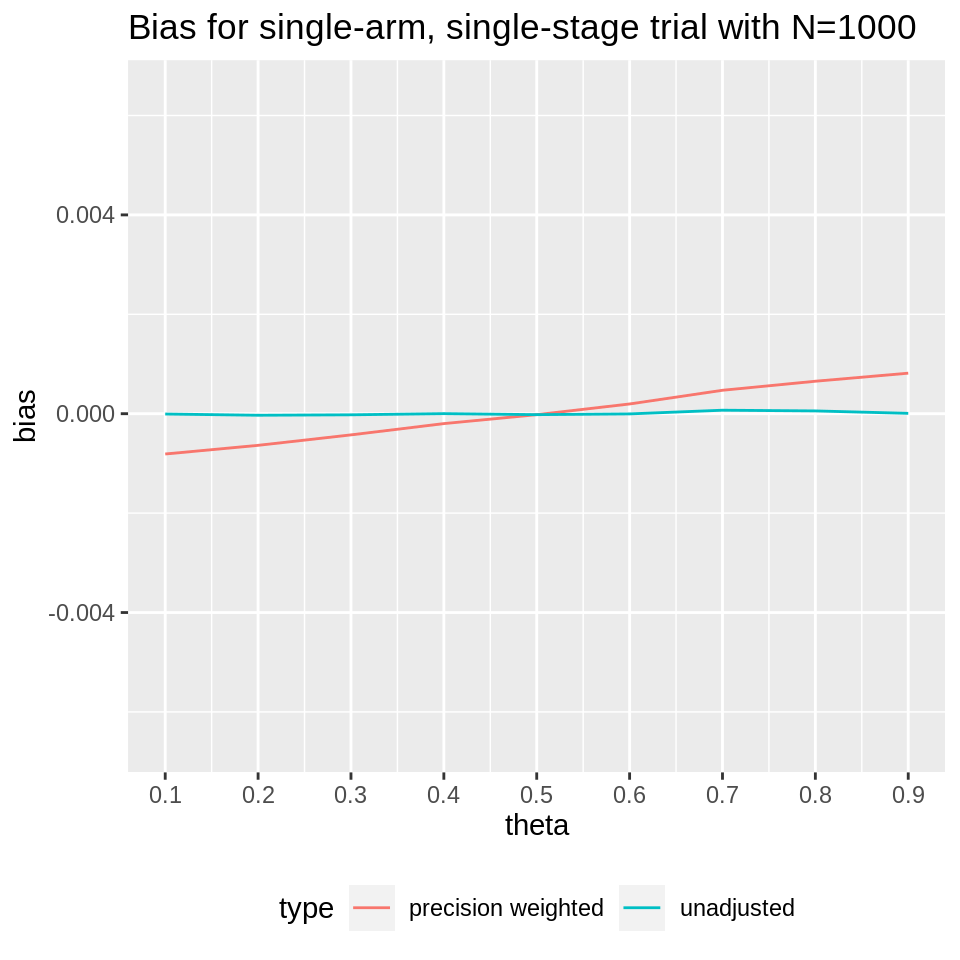 Bias for single-arm, single-stage trial with N=1000
bias
0.004
0.000
-0.004
0.1 0.2 0.3 0.4 0.5 0.6 0.7 0.8 0.9
theta
type precision weighted unadjusted